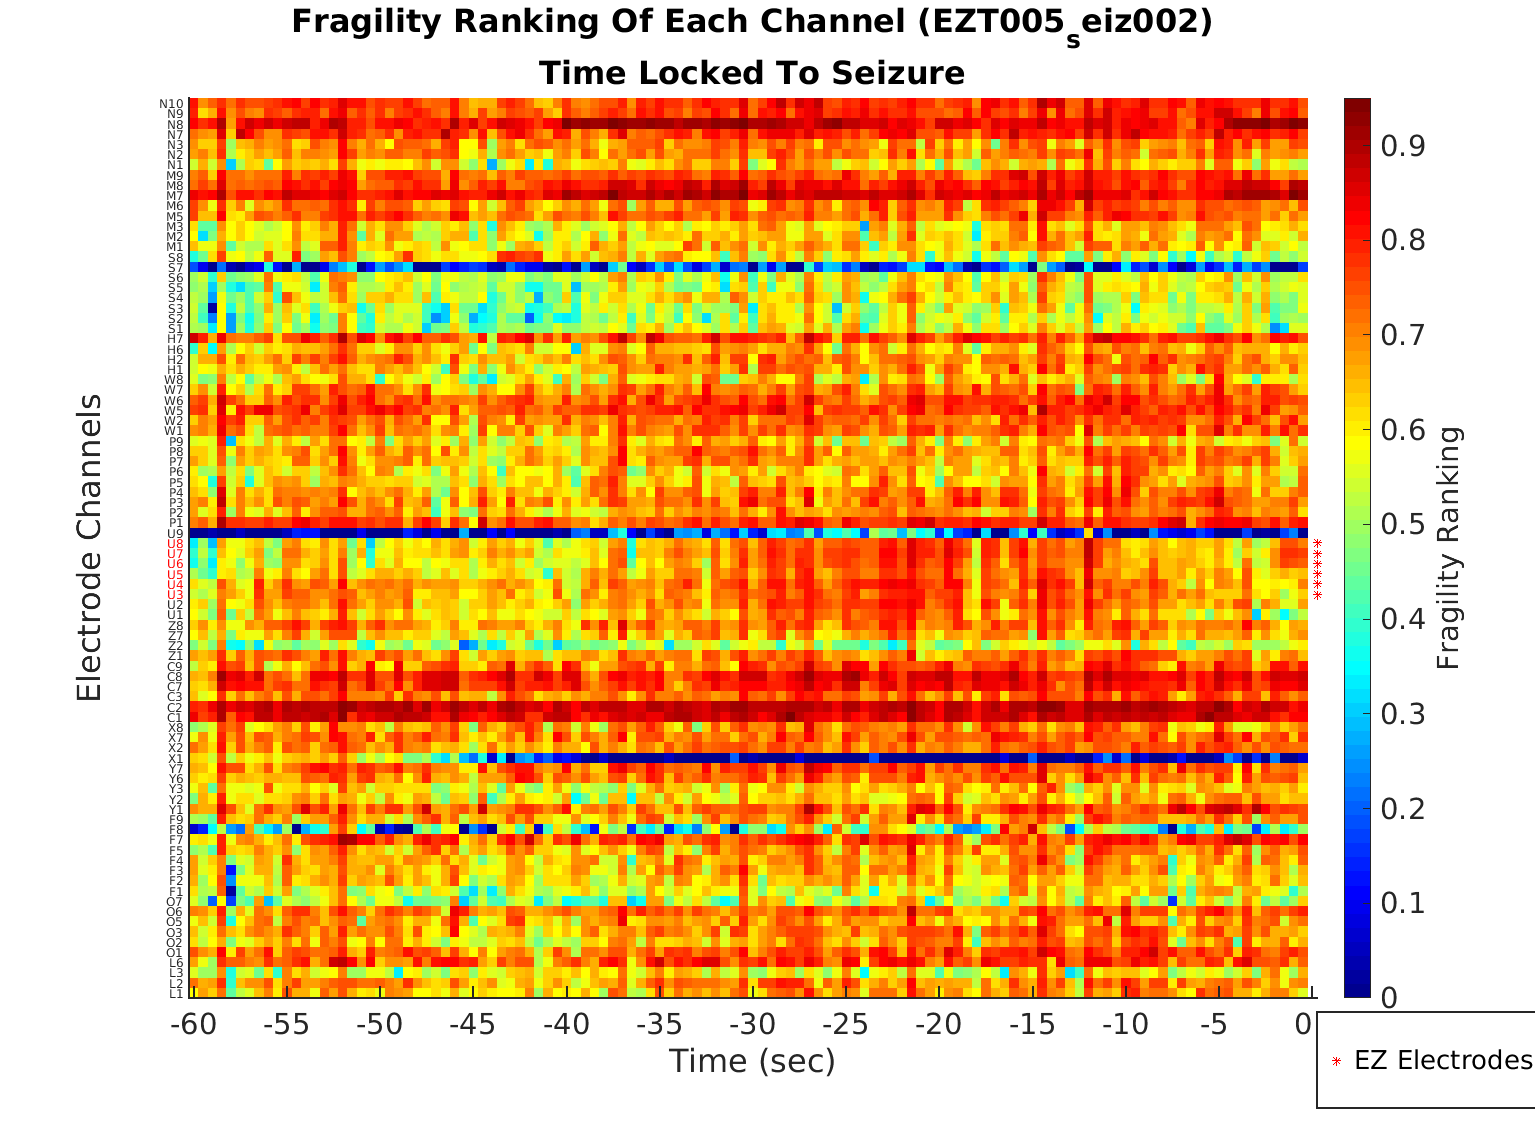 Fragility Ranking Of Each Channel (EZT005seiz002)
Time Locked To Seizure
Electrode Channels
N10
N9
N8
N7
N3
N2
N1
M9
M8
M7
M6
M5
M3
M2
M1
S8
S7
S6
S5
S4
S3
S2
S1
H7
H6
H2
H1
W8
W7
W6
W5
W2
W1
P9
P8
P7
P6
P5
P4
P3
P2
P1
U9
U8
U7
U6
U5
U4
U3
U2
U1
Z8
Z7
Z2
Z1
C9
C8
C7
C3
C2
C1
X8
X7
X2
X1
Y7
Y6
Y3
Y2
Y1
F9
F8
F7
F5
F4
F3
F2
F1
O7
O6
O5
O3
O2
O1
L6
L3
L2
L1
-60 -55 -50 -45 -40 -35 -30 -25 -20 -15 -10 -5 0
Time (sec)
0.9
0.8
0.7
0.6
0.5
0.4
0.3
0.2
0.1
0
Fragility Ranking
EZ Electrodes